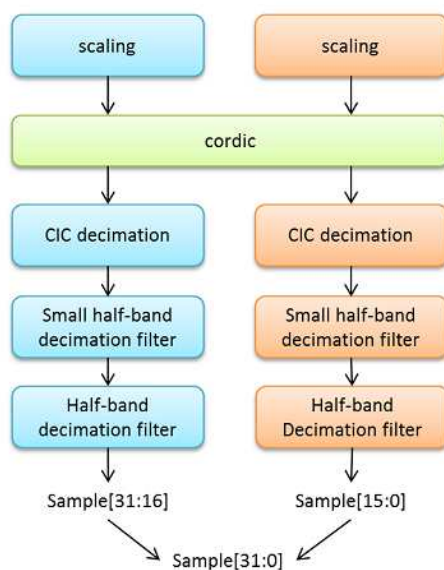 scaling
scaling
cordic
CIC decimation
CIC decimation
Small half-band
decimation filter
Small half-band
decimation filter
Half-band
decimation filter
Half-band
Decimation filter
Sample[31:16]
Sample[15:0]
Sample[31:0]